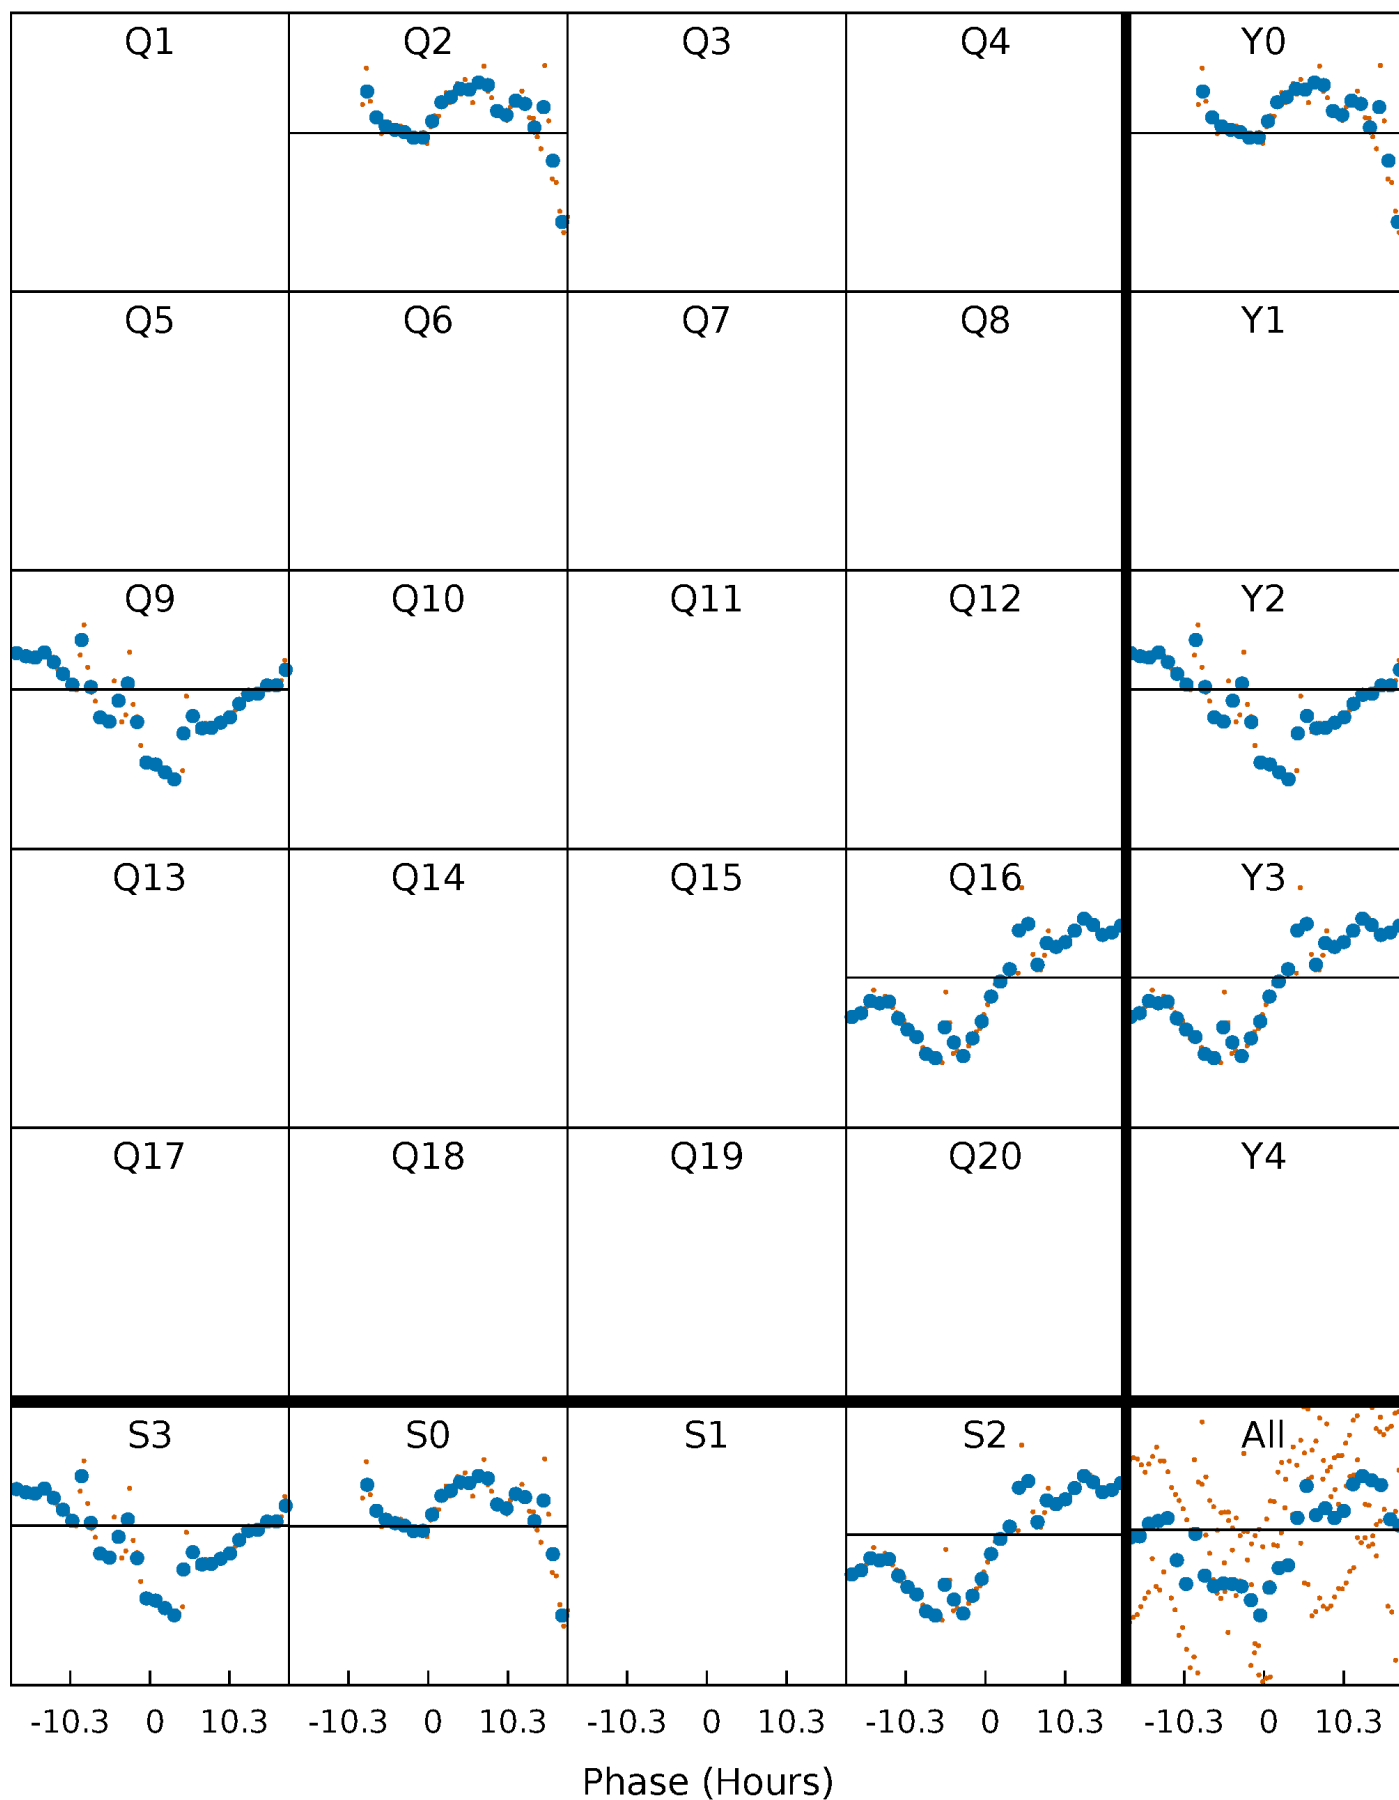 Q1 Q2 Q3 Q4 Y0
Q5 Q6 Q7 Q8 Y1
Q9 Q10 Q11 Q12 Y2
Q13 Q14 Q15 Q16 Y3
Q17 Q18 Q19 Q20 Y4
S3 S0 S1 S2 All
-10.3 0 10.3 -10.3 0 10.3 -10.3 0 10.3 -10.3 0 10.3 -10.3 0 10.3
Phase (Hours)